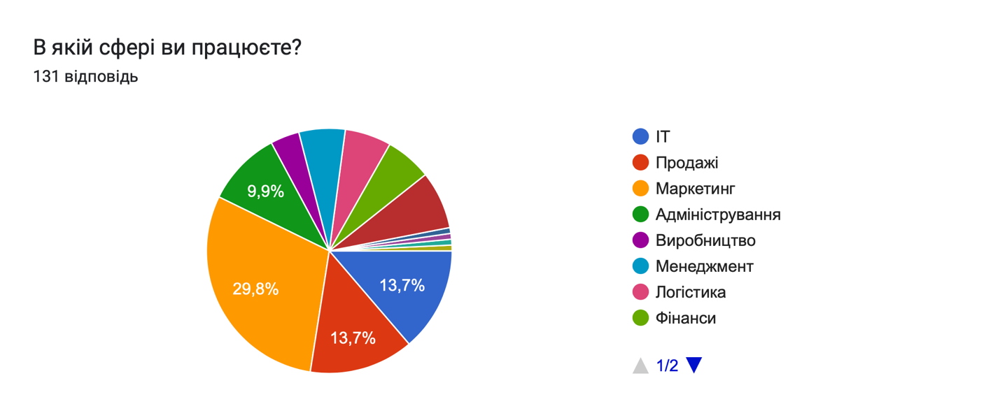 В якій сфері ви працюєте?
131 відповідь
9,9%
29,8%
13,7%
13,7%
ІТ
Продажі
Маркетинг
Адміністрування
Виробництво
Менеджмент
Логістика
Фінанси
1/2